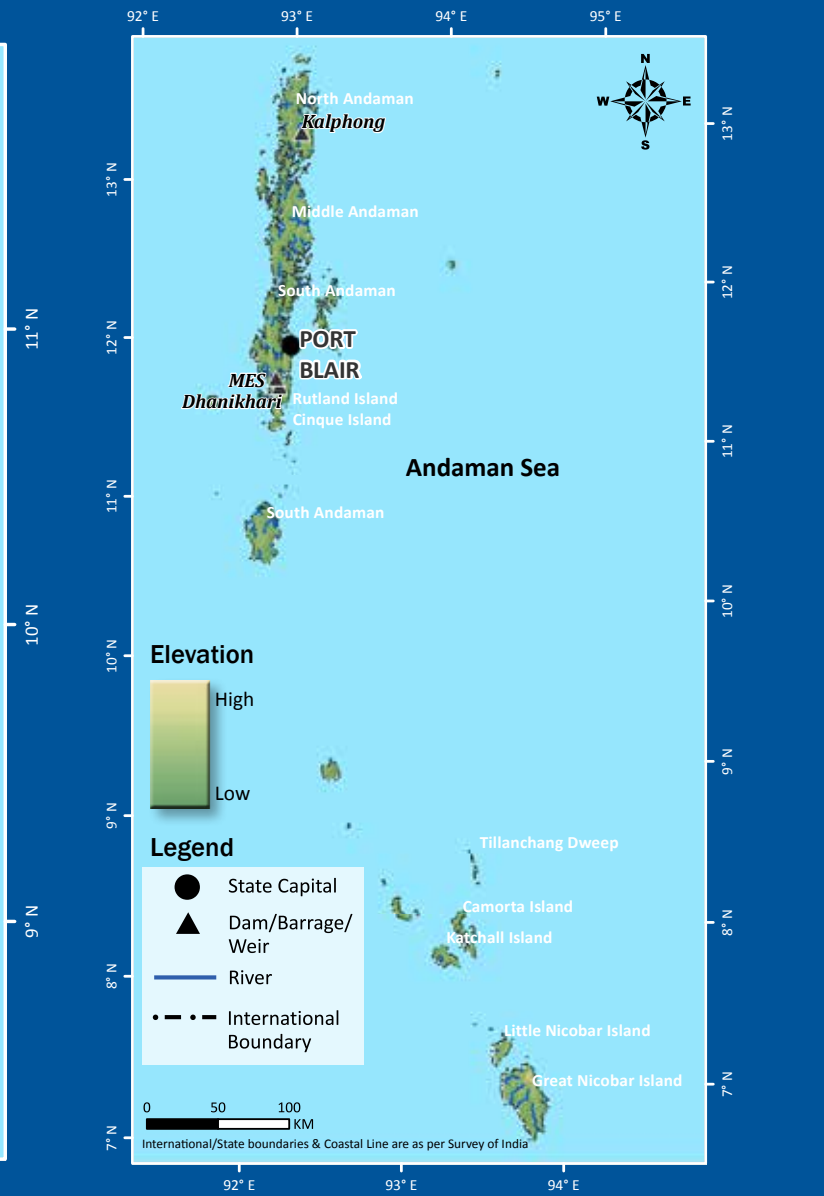 92° E 93° E 94° E 95° E
N
W E
S
North Andaman
Kalphong
13° N
13° N
Middle Andaman
12° N
South Andaman
11° N
12° N
PORT
BLAIR
MES
Dhanikhari
Rutland Island
Cinque Island
11° N
Andaman Sea
11° N
South Andaman
10° N
10° N
10° N
Elevation
High
Low
9° N
9° N
Legend
State Capital
Dam/Barrage/
Weir
River
International
Boundary
Tillanchang Dweep
Camorta Island
9° N
8° N
Katchall Island
8° N
Little Nicobar Island
Great Nicobar Island
7° N
0 50 100
KM
7° N
International/State boundaries & Coastal Line are as per Survey of India
92° E 93° E 94° E